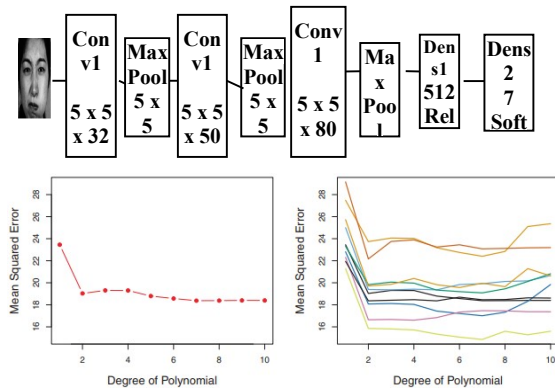 Con
v1
5 x 5
x 32
Max
Pool
5 x
5
Con
v1
5 x 5
x 50
Max
Pool
5 x
5
Conv
1
5 x 5
x 80
Ma
x
Poo
l
Den
s1
512
Rel
Dens
2
7
Soft
Mean Squared Error
28
26
24
22
20
18
16
2 4 6 8 10
Degree of Polynomial
Mean Squared Error
28
26
24
22
20
18
16
2 4 6 8 10
Degree of Polynomial